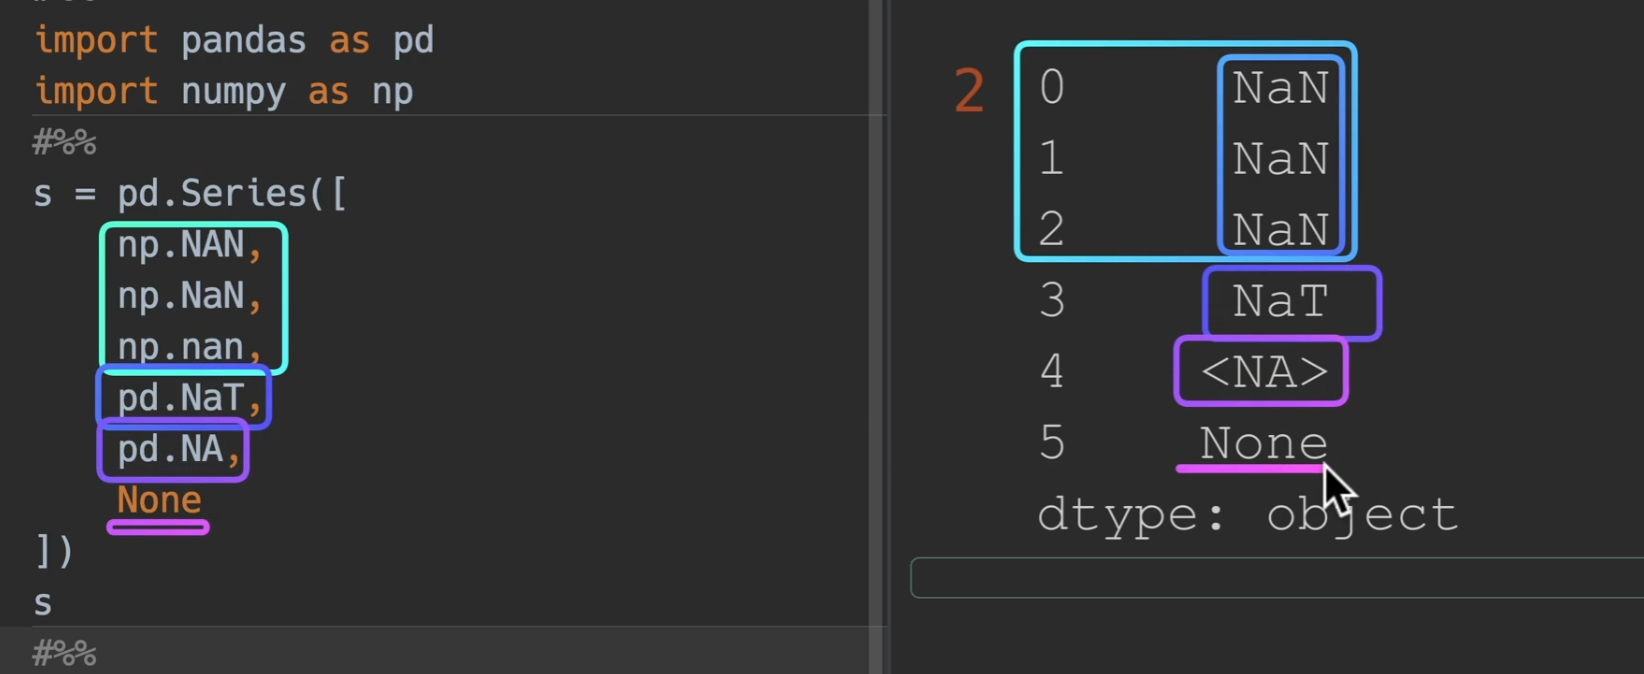 import pandas as pd
import numpy as np
#%%
s = pd.Series([
np.NAN,
np.NaN,
np.nan,
pd.NaT,
pd.NA,
None
])
s
#%%
2
0 NaN
1 NaN
2 NaN
3 NaT
4 <NA>
5 None
dtype: object